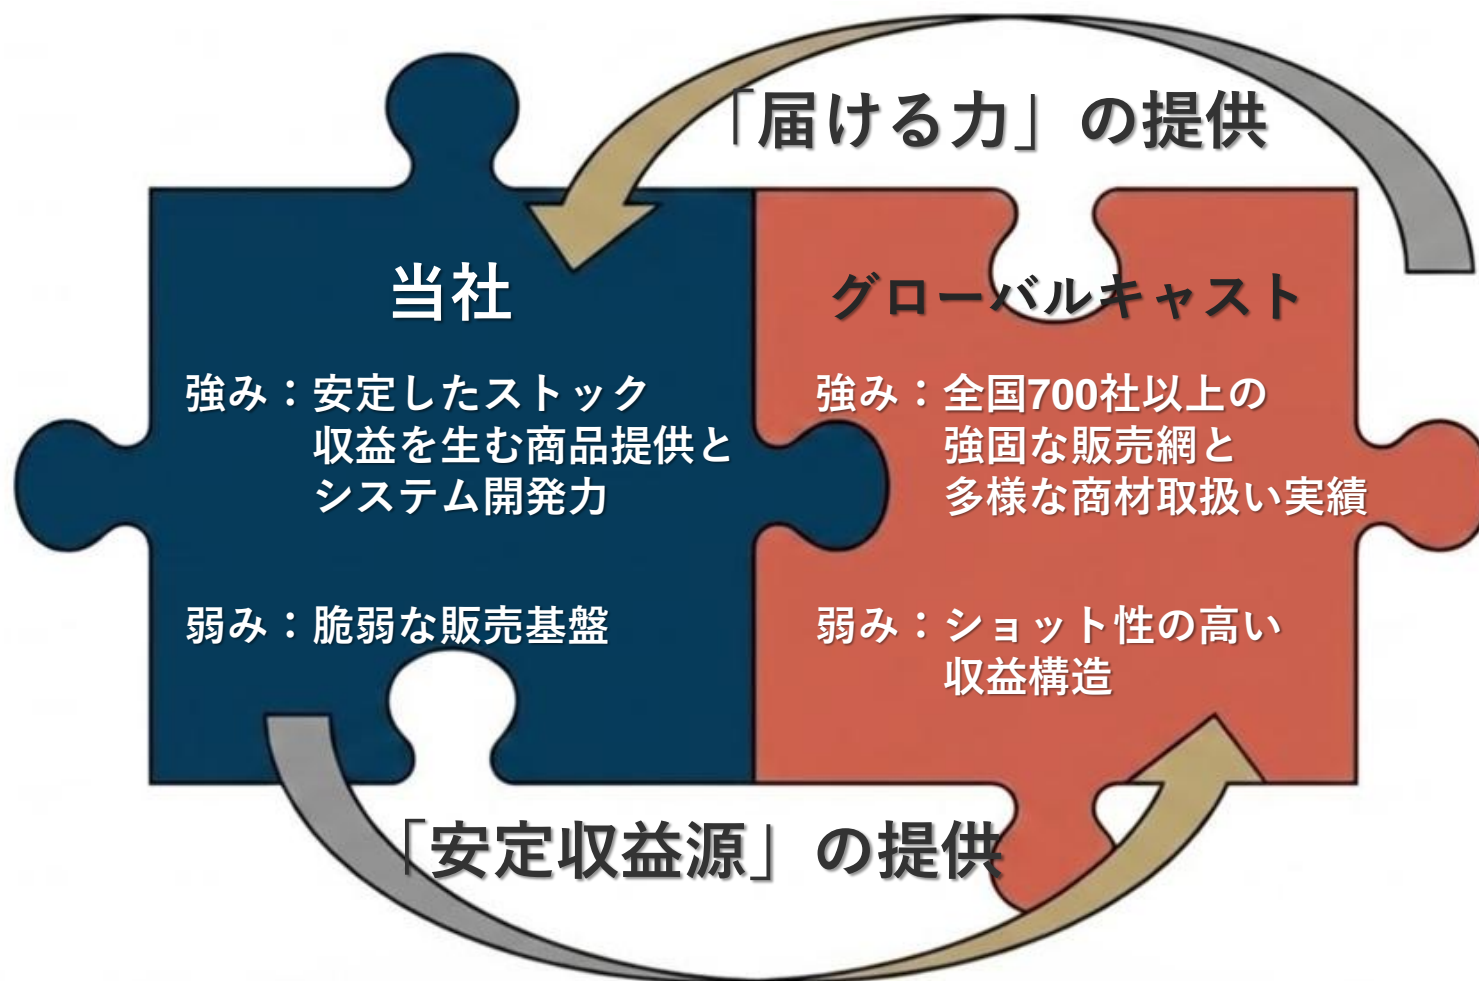 「届ける力」の提供
当社
強み：安定したストック
収益を生む商品提供と
システム開発力
弱み：脆弱な販売基盤
グローバルキャスト
強み：全国700社以上の
強固な販売網と
多様な商材取扱い実績
弱み：ショット性の高い
収益構造
「安定収益源」の提供